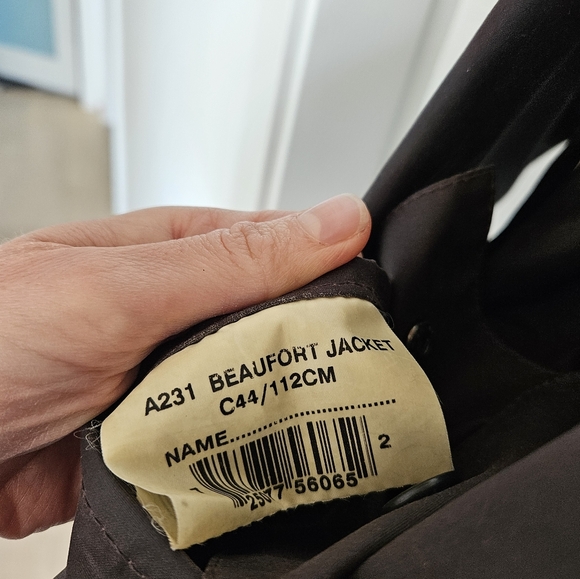 A231 BEAUFORT JACKET
C44/112CM
NAME..............................
56065 2